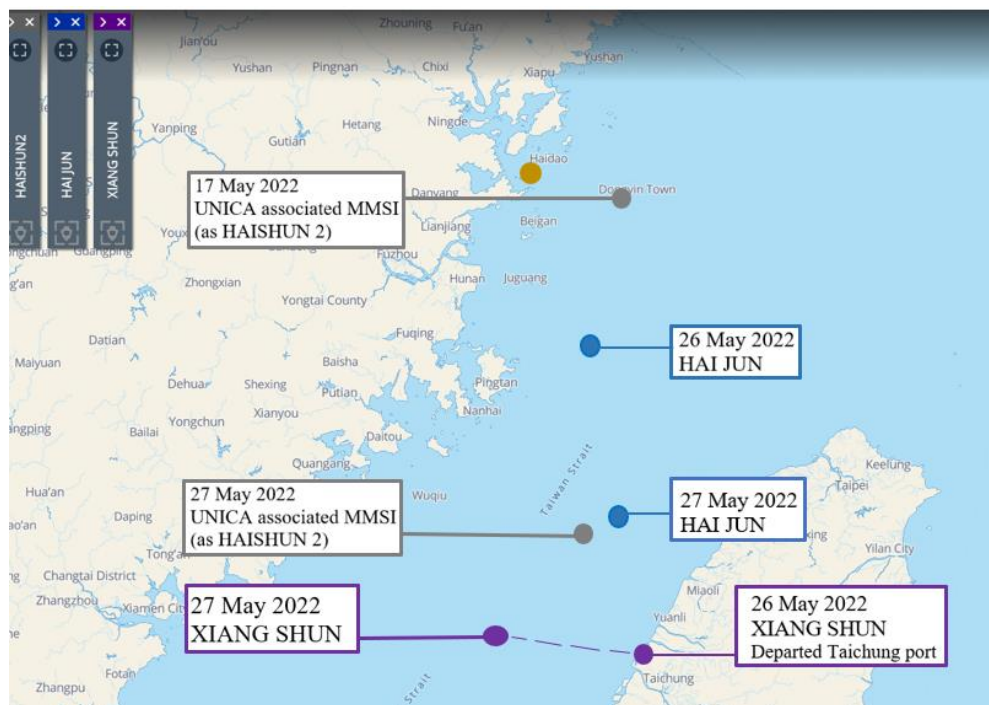 HAISHUN2
HAI JUN
XIANG SHUN
Zhouning
Fu'an
Jian'ou
Yushan
Yushan
Pingnan
Chixi
Xiapu
Yanping
Hetang
Ningde
Gutian
Haidao
17 May 2022
UNICA associated MMSI
(as HAISHUN 2)
Danyang
Lianjiang
Beigan
Fuzhou
Hunan
Juguang
Zhongxian
Yongtai County
Datian
Fuqing
26 May 2022
HAI JUN
Maiyuan
Baisha
Dehua
Shexing
Putian
Pingtan
Nanhai
Yongchun
Xianyou
Bailai
Daitou
Quangang
Taiwan Strait
Keelung
Taipei
Hua'an
27 May 2022
UNICA associated MMSI
(as HAISHUN 2)
Wuqiu
27 May 2022
HAI JUN
Daping
Yilan City
Tong'an
Changtai District
Miaoli
Zhangzhou
Xiamen City
27 May 2022
XIANG SHUN
Yuanli
26 May 2022
XIANG SHUN
Departed Taichung port
Taichung
Zhangpu
Strait